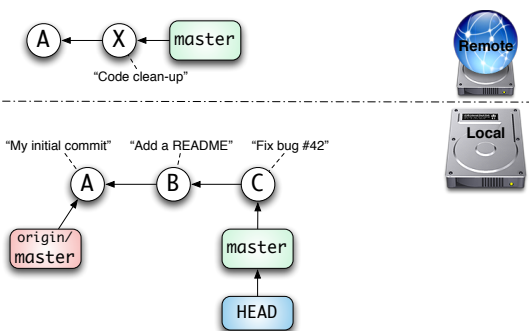 A X master
Remote
“Code clean-up”
Local
“My initial commit” “Add a README” “Fix bug #42”
A B C
origin/
master
master
HEAD